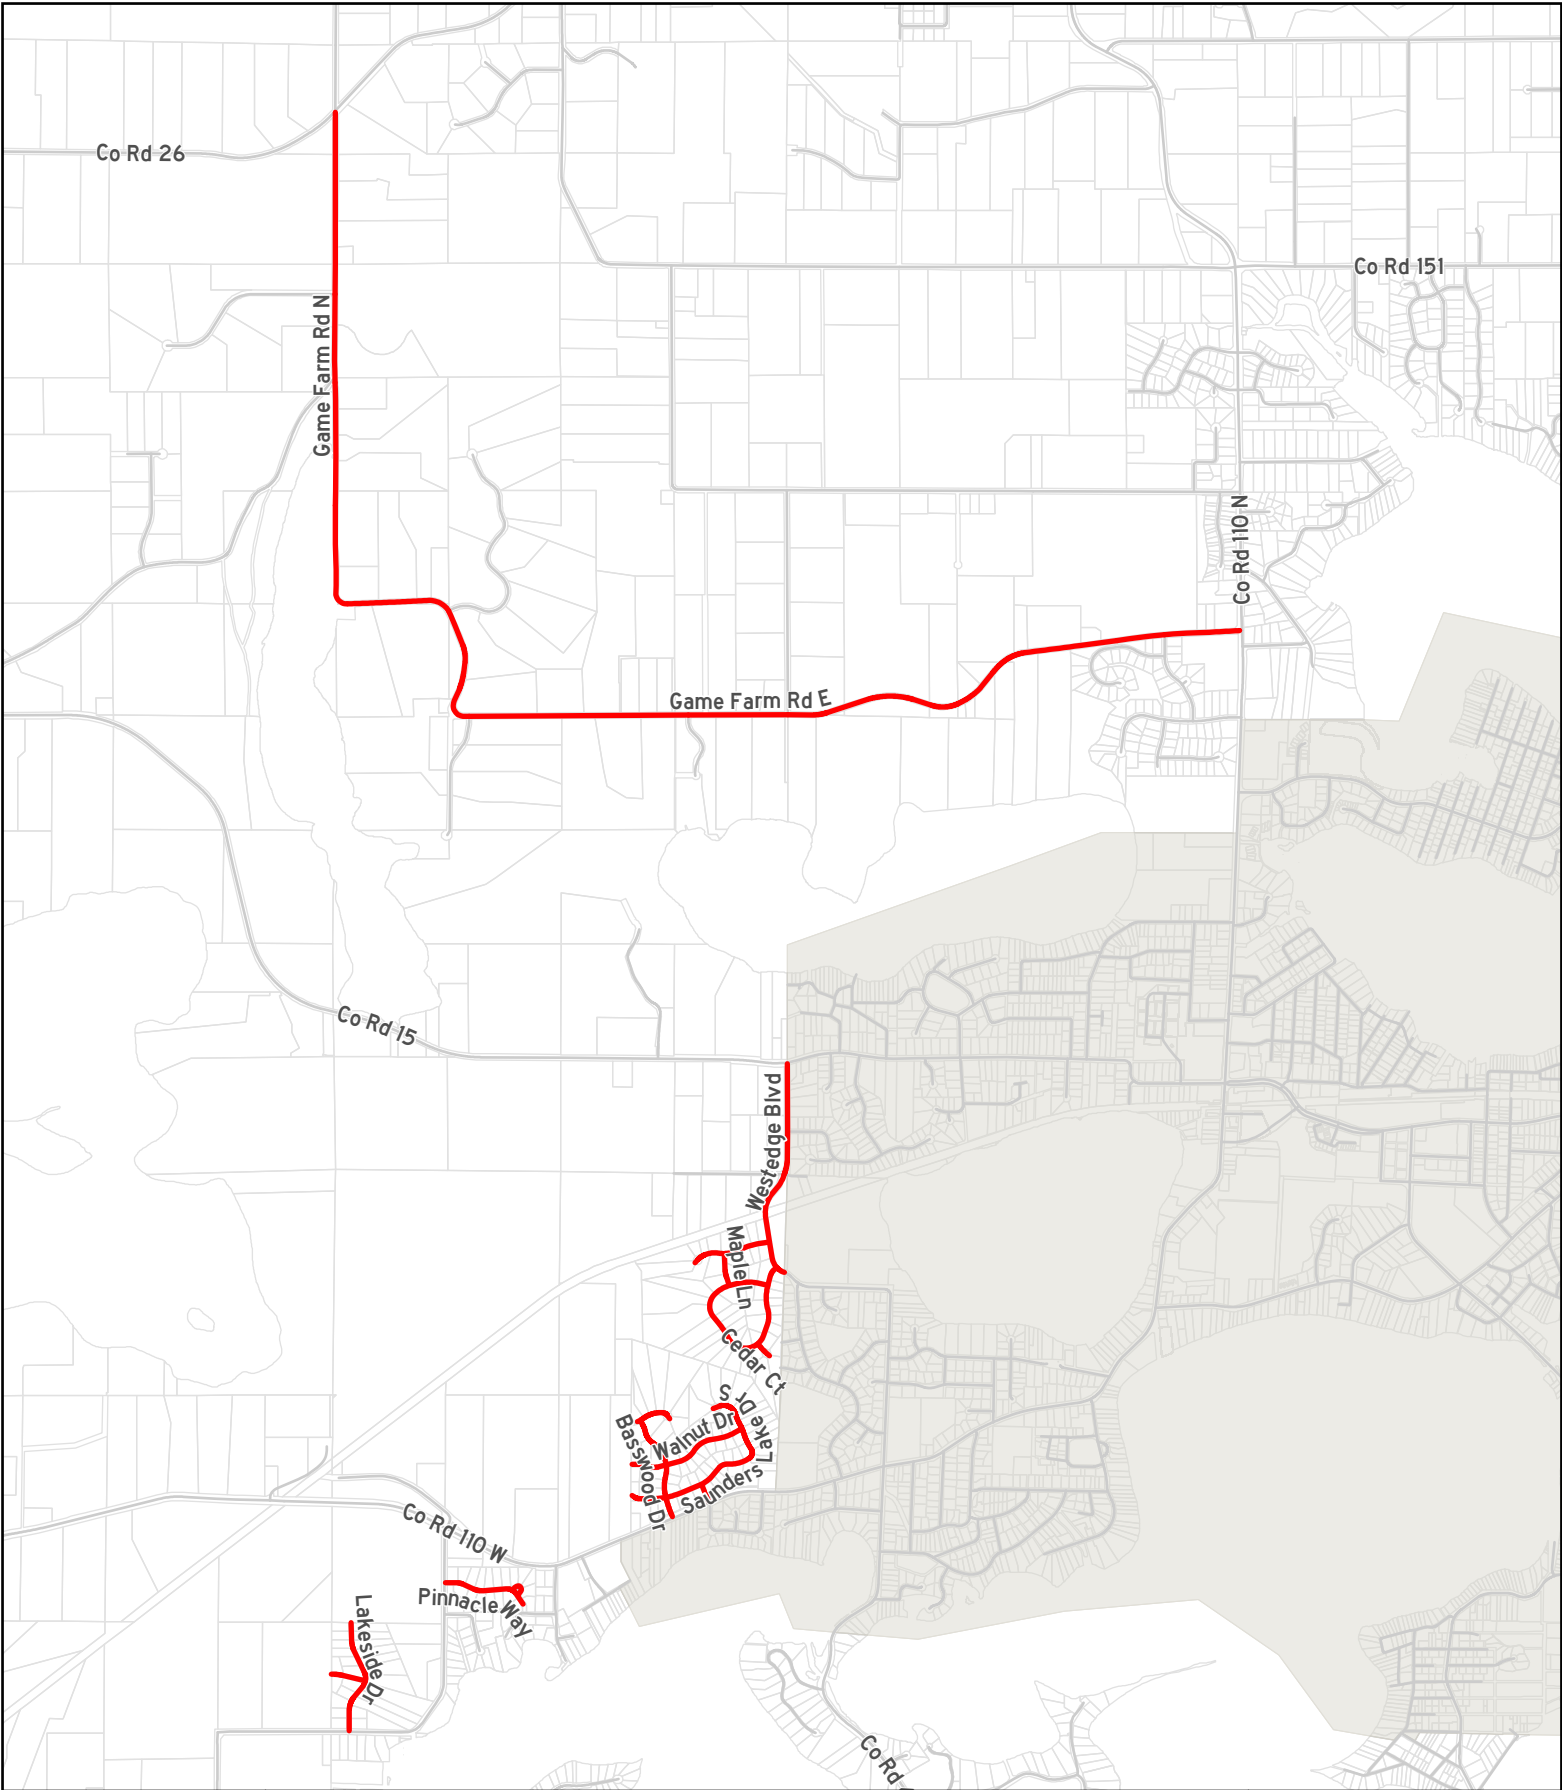 Co Rd 26
Co Rd 151
Game Farm Rd N
Co Rd 110 N
Game Farm Rd E
Co Rd 15
Westedge Blvd
Maple Ln
Cedar Ct
Lake Dr S
Walnut Dr
Basswood Dr
Saunders
Co Rd 110 W
Pinnacle Way
Lakeside Dr
Co Rd